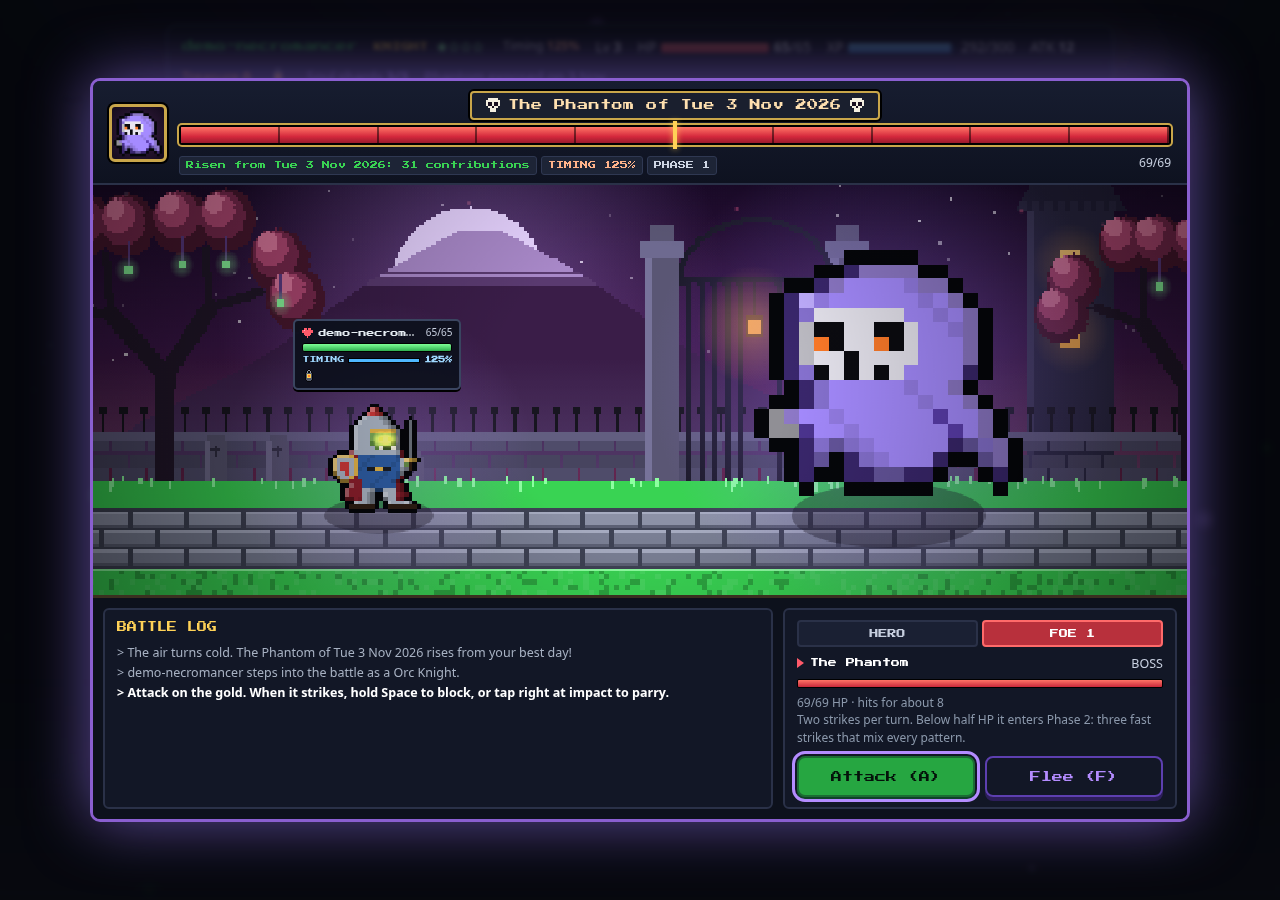 The Phantom of Tue 3 Nov 2026
Risen from Tue 3 Nov 2026: 31 contributions
TIMING 125%
PHASE 1
69/69
demo-necrom… 65/65
TIMING 125%
BATTLE LOG
> The air turns cold. The Phantom of Tue 3 Nov 2026 rises from your best day!
> demo-necromancer steps into the battle as a Orc Knight.
> Attack on the gold. When it strikes, hold Space to block, or tap right at impact to parry.
HERO
FOE 1
The Phantom BOSS
69/69 HP · hits for about 8
Two strikes per turn. Below half HP it enters Phase 2: three fast
strikes that mix every pattern.
Attack (A)
Flee (F)